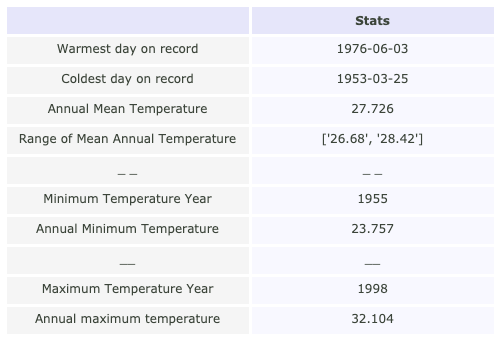 Stats
Warmest day on record 1976-06-03
Coldest day on record 1953-03-25
Annual Mean Temperature 27.726
Range of Mean Annual Temperature ['26.68', '28.42']
_ _ _ _
Minimum Temperature Year 1955
Annual Minimum Temperature 23.757
__ __
Maximum Temperature Year 1998
Annual maximum temperature 32.104